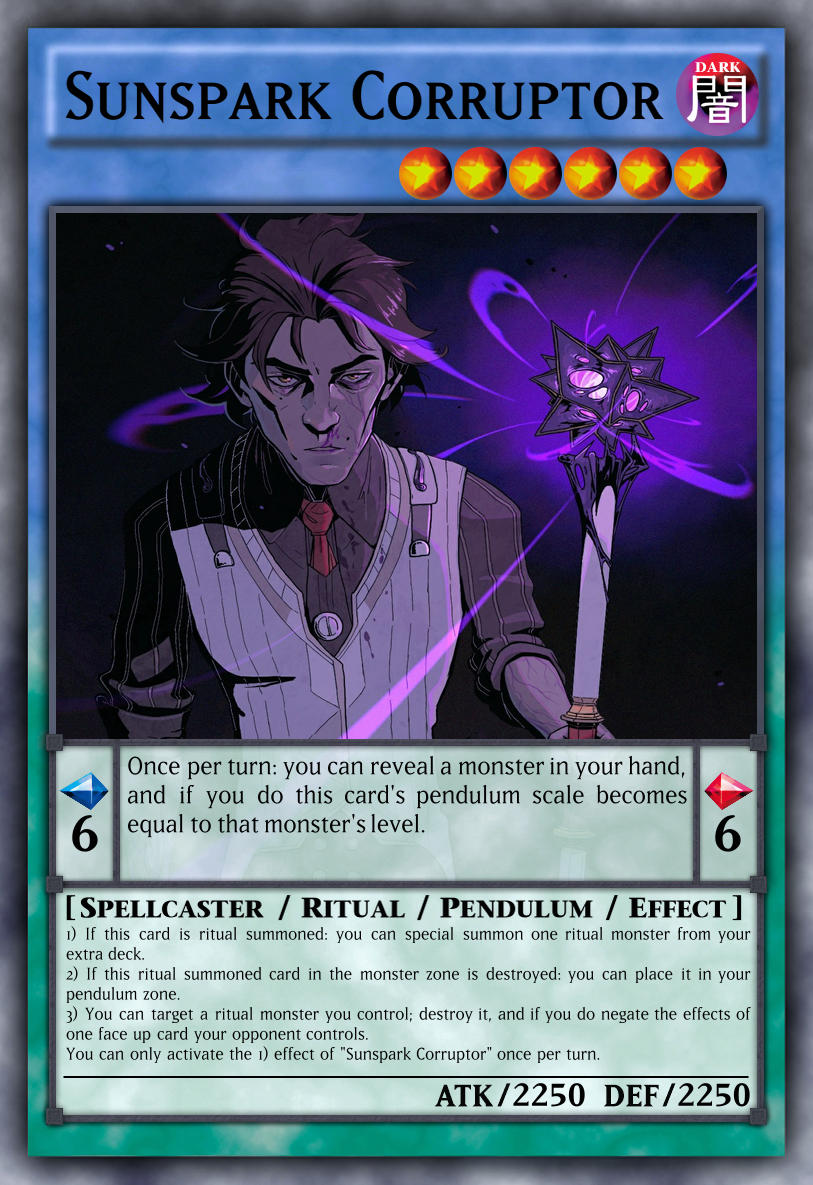 Sunspark Corruptor
DARK
闇
Once per turn: you can reveal a monster in your hand,
and if you do this card's pendulum scale becomes
equal to that monster's level.
6
6
[ Spellcaster / Ritual / Pendulum / Effect ]
1) If this card is ritual summoned: you can special summon one ritual monster from your
extra deck.
2) If this ritual summoned card in the monster zone is destroyed: you can place it in your
pendulum zone.
3) You can target a ritual monster you control; destroy it, and if you do negate the effects of
one face up card your opponent controls.
You can only activate the 1) effect of "Sunspark Corruptor" once per turn.
ATK/2250 DEF/2250